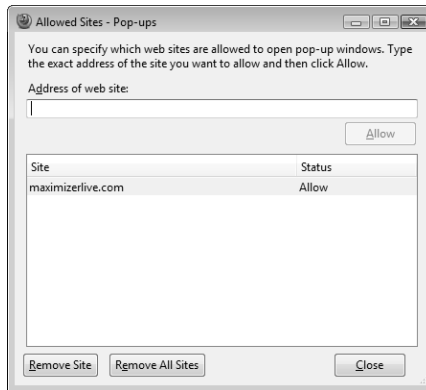 Allowed Sites - Pop-ups
You can specify which web sites are allowed to open pop-up windows. Type
the exact address of the site you want to allow and then click Allow.
Address of web site:
Allow
Site Status
maximizerlive.com Allow
Remove Site Remove All Sites Close